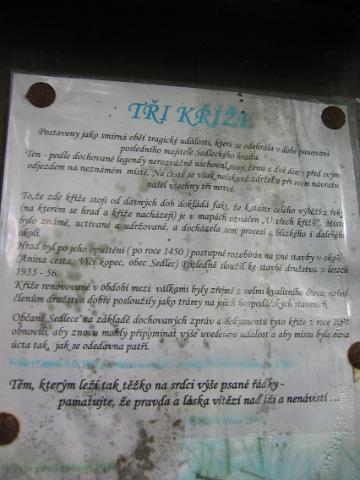 TŘI KŘÍŽE
Postaveny jako smírná oběť tragické události, které se odehrála v době panování
posledního majitele Sedleckého hradu.
Ten - podle dochované legendy nerozvážně uschoval svou ženu a dvě dcery před svým
odjezdem na neznámém místě. Na cestě se však nečekaně zdržel a při svém návratu
našel všechny tři mrtvé.
To, že zde kříže stojí od dávných dob dokládá fakt, že katastr celého výběžku řeky
(na kterém se hrad a kříže nacházejí) je v mapách označen „U třech křížů". Místo
bylo známé, uctívané a udržované, a docházela sem procesí z blízkého i dalekého
okolí.
Hrad byl po jeho opuštění ( po roce 1450 ) postupně rozebírán na jiné stavby v okolí
(Anina cesta, Vlčí kopec, obec Sedlec) Posledně sloužil ke stavbě družstva v letech
1955 - 56.
Kříže renovované v období mezi válkami byly zřejmě z velmi kvalitního dřeva, neboť
členům družstva dobře posloužily jako trámy na jejich hospodářských staveních.
Občané Sedlece na základě dochovaných zpráv a dokumentů tyto kříže v roce
obnovili, aby znovu mohly připomínat výše uvedenou událost a aby místu byla
úcta tak, jak se odedávna patří.
Těm, kterým leží tak těžko na srdci výše psané řádky -
pamatujte, že pravda a láska vítězí nad lží a nenávistí ...